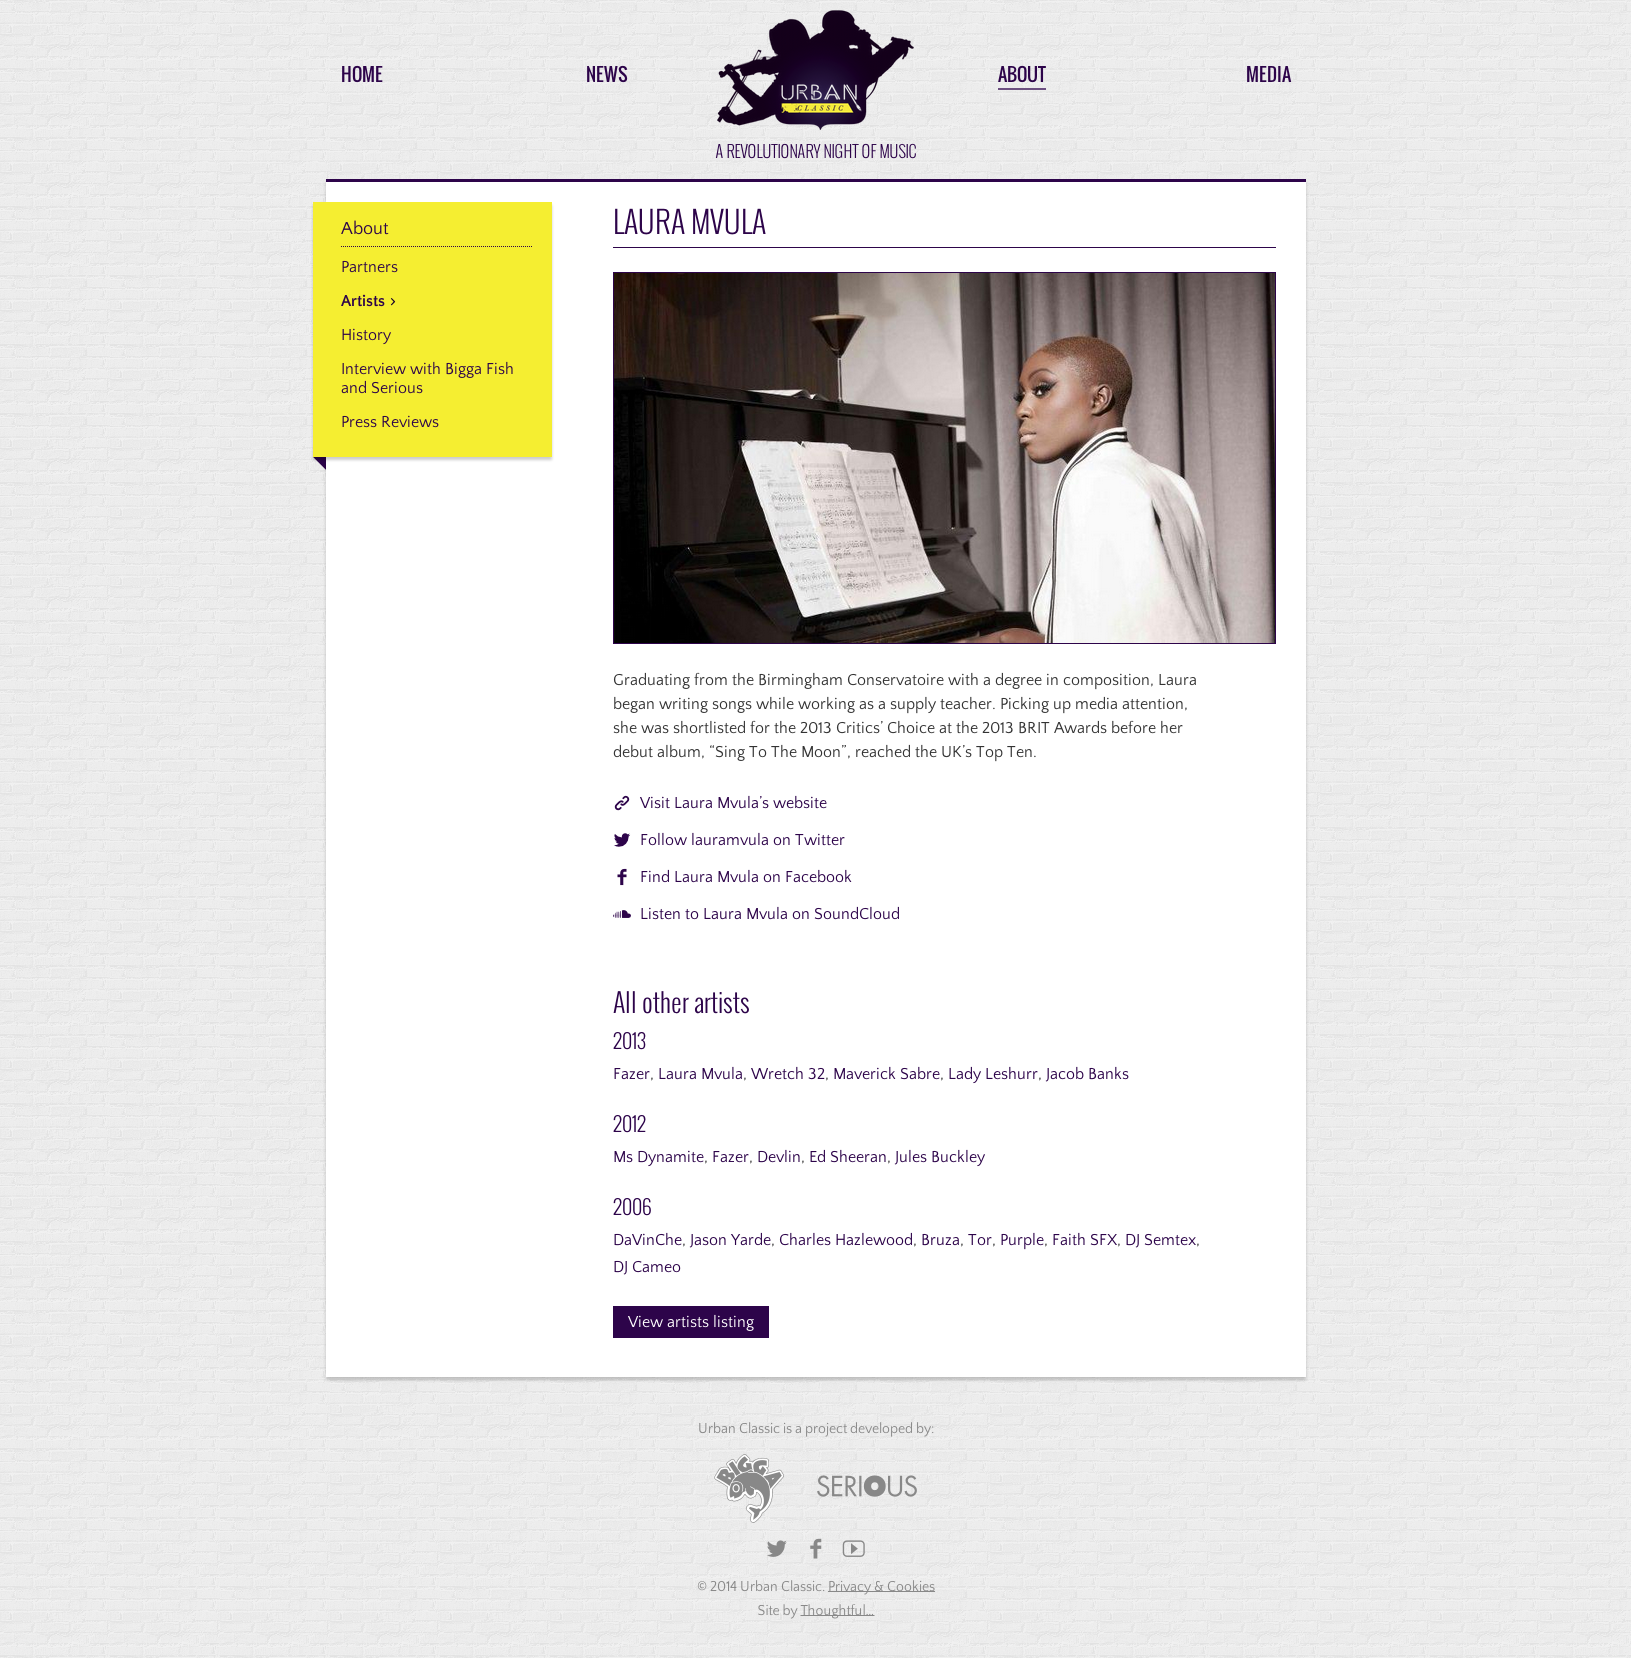 HOME
NEWS
URBAN
CLASSIC
ABOUT
MEDIA
A REVOLUTIONARY NIGHT OF MUSIC
About
Partners
Artists ›
History
Interview with Bigga Fish
and Serious
Press Reviews
LAURA MVULA
Graduating from the Birmingham Conservatoire with a degree in composition, Laura
began writing songs while working as a supply teacher. Picking up media attention,
she was shortlisted for the 2013 Critics’ Choice at the 2013 BRIT Awards before her
debut album, “Sing To The Moon”, reached the UK’s Top Ten.
Visit Laura Mvula’s website
Follow lauramvula on Twitter
Find Laura Mvula on Facebook
Listen to Laura Mvula on SoundCloud
All other artists
2013
Fazer, Laura Mvula, Wretch 32, Maverick Sabre, Lady Leshurr, Jacob Banks
2012
Ms Dynamite, Fazer, Devlin, Ed Sheeran, Jules Buckley
2006
DaVinChe, Jason Yarde, Charles Hazlewood, Bruza, Tor, Purple, Faith SFX, DJ Semtex,
DJ Cameo
View artists listing
Urban Classic is a project developed by:
BIGGA
SERIOUS
© 2014 Urban Classic. Privacy & Cookies
Site by Thoughtful...